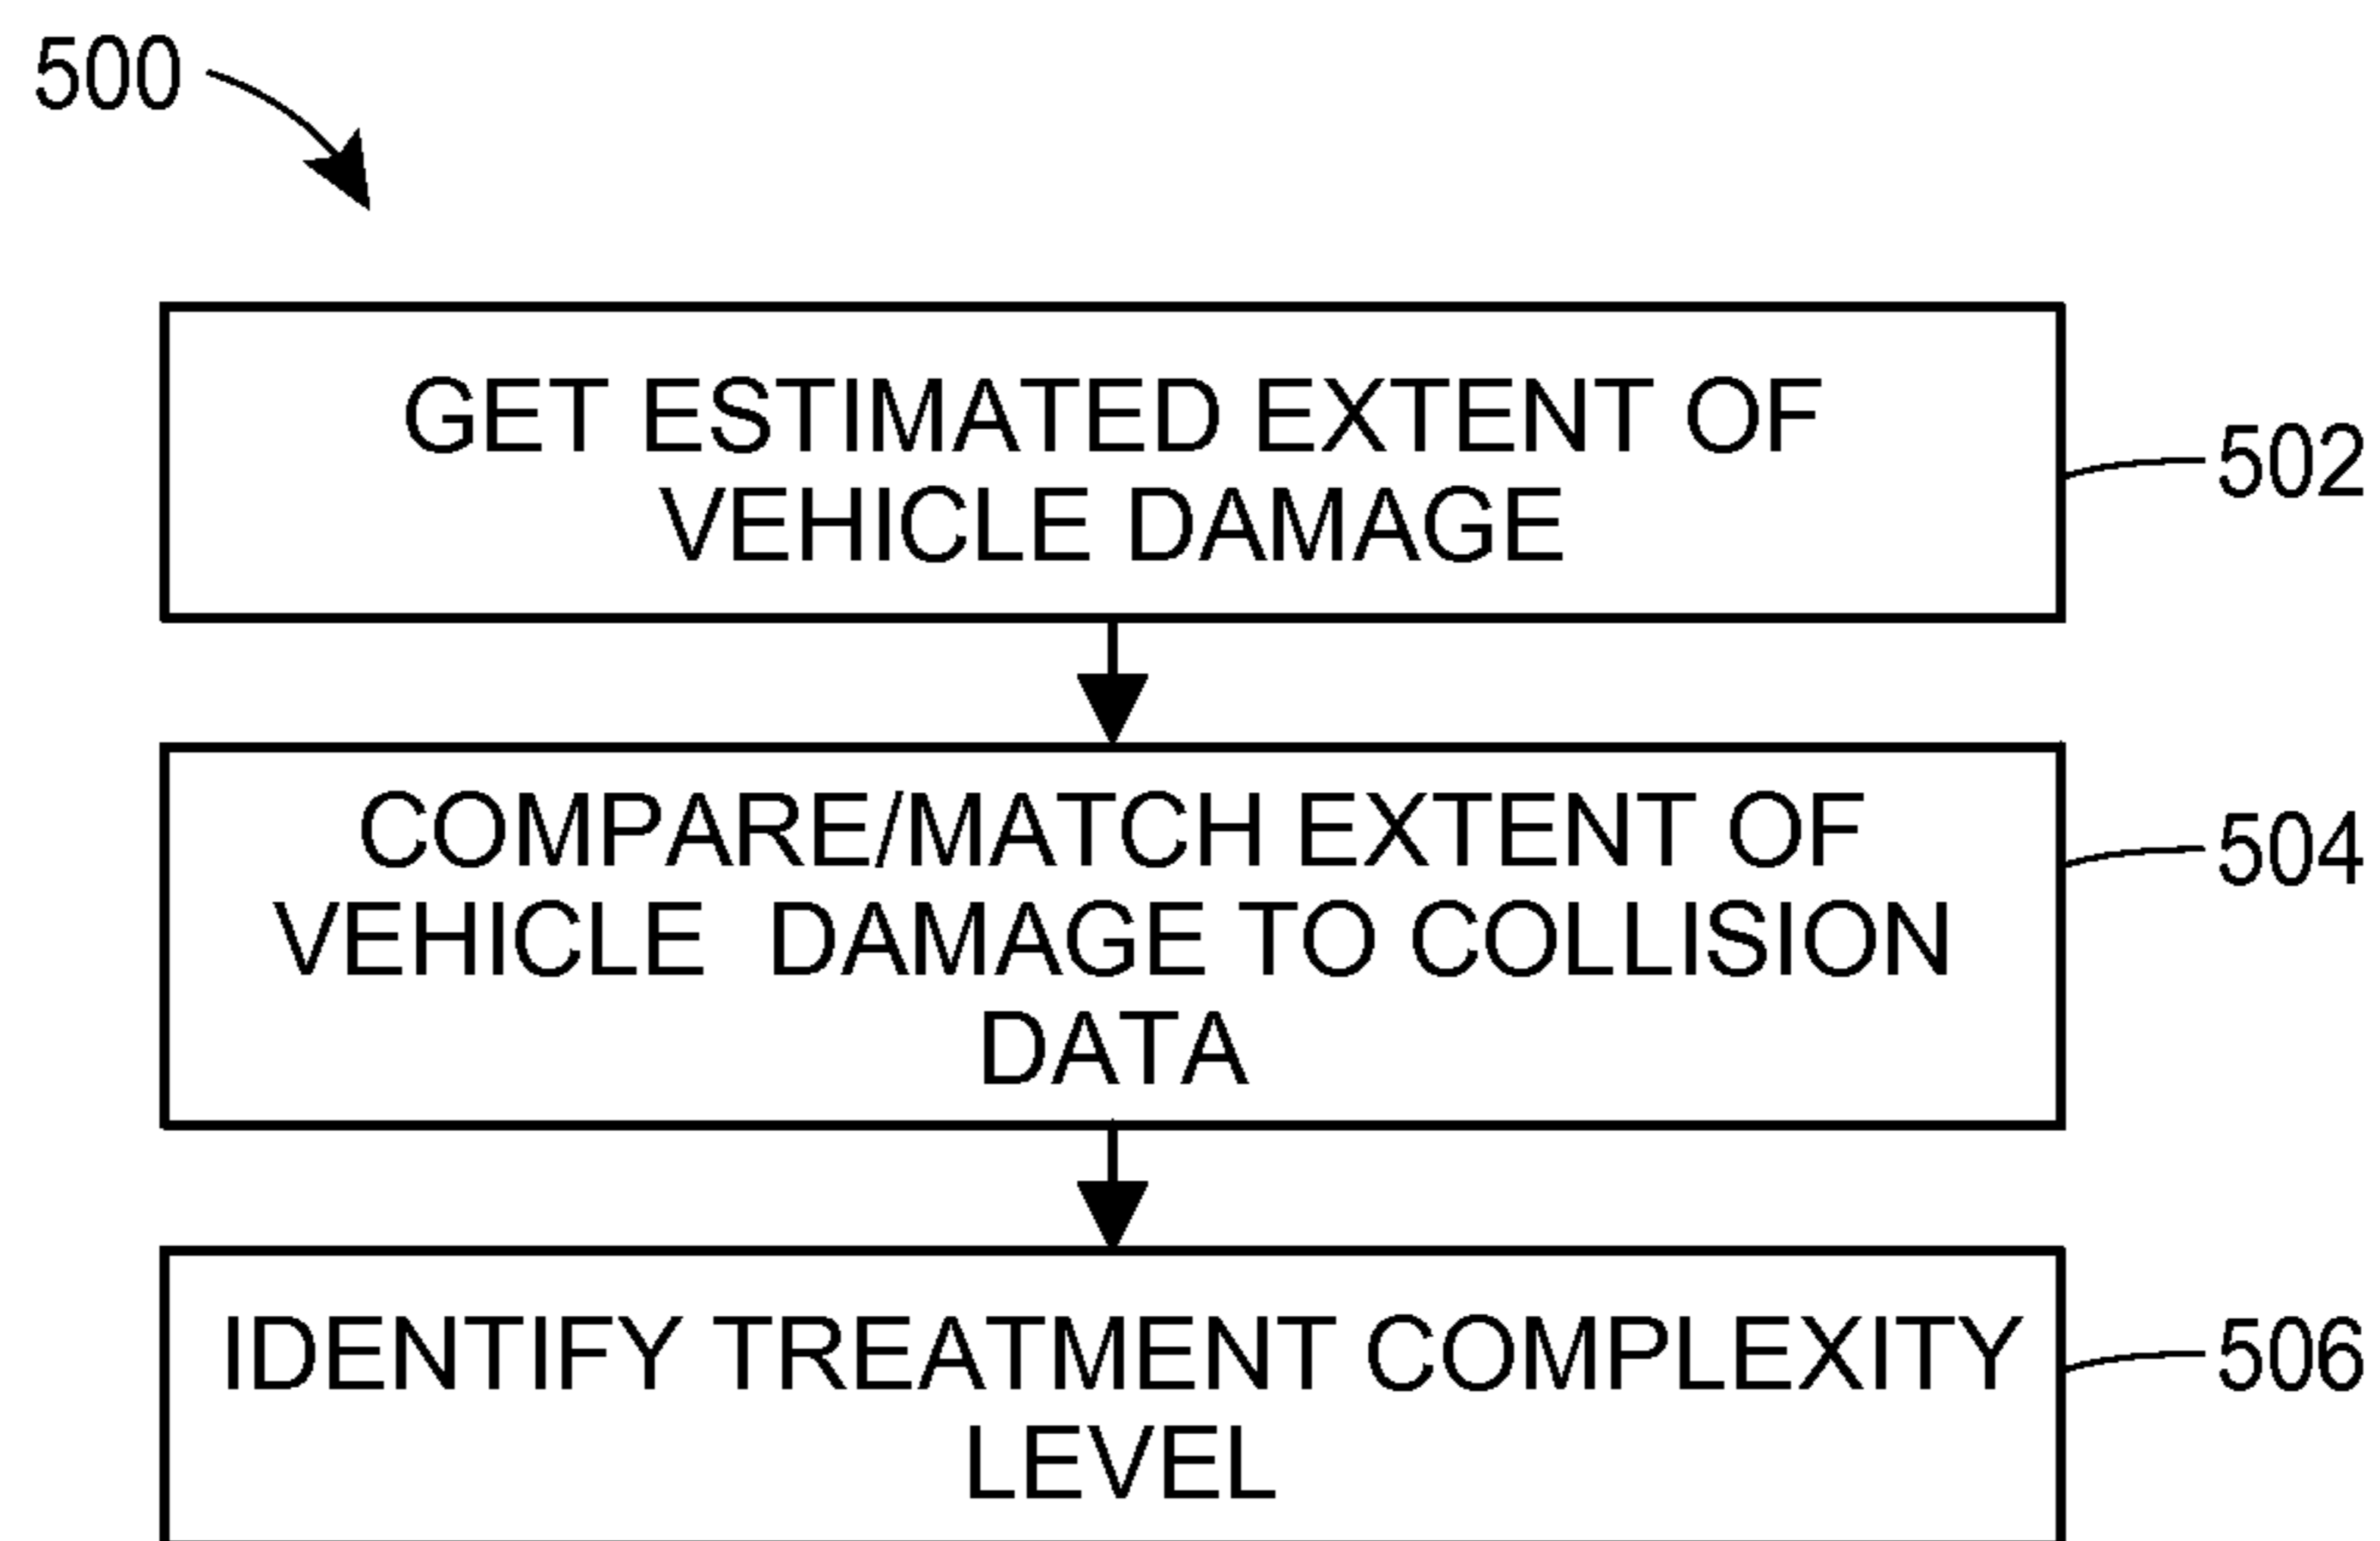 500
GET ESTIMATED EXTENT OF
VEHICLE DAMAGE
502
COMPARE/MATCH EXTENT OF
VEHICLE DAMAGE TO COLLISION
DATA
504
IDENTIFY TREATMENT COMPLEXITY
LEVEL
506